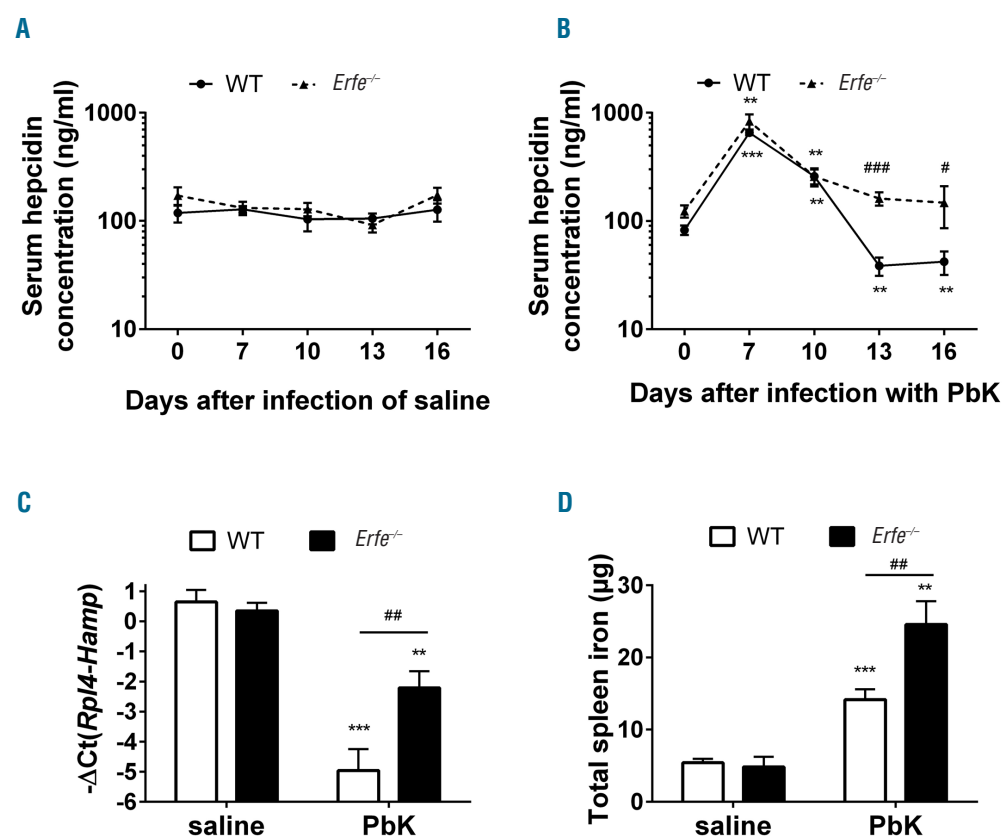 A
WT Erfe–/–
Serum hepcidin
concentration (ng/ml)
1000
100
10
0 7 10 13 16
Days after infection of saline
B
WT Erfe–/–
Serum hepcidin
concentration (ng/ml)
1000
100
10
**
***
**
**
###
**
#
**
0 7 10 13 16
Days after infection with PbK
C
WT Erfe–/–
-ΔCt(Rpl4-Hamp)
1
0
-1
-2
-3
-4
-5
-6
##
**
***
saline PbK
D
WT Erfe–/–
Total spleen iron (µg)
30
20
10
0
##
**
***
saline PbK